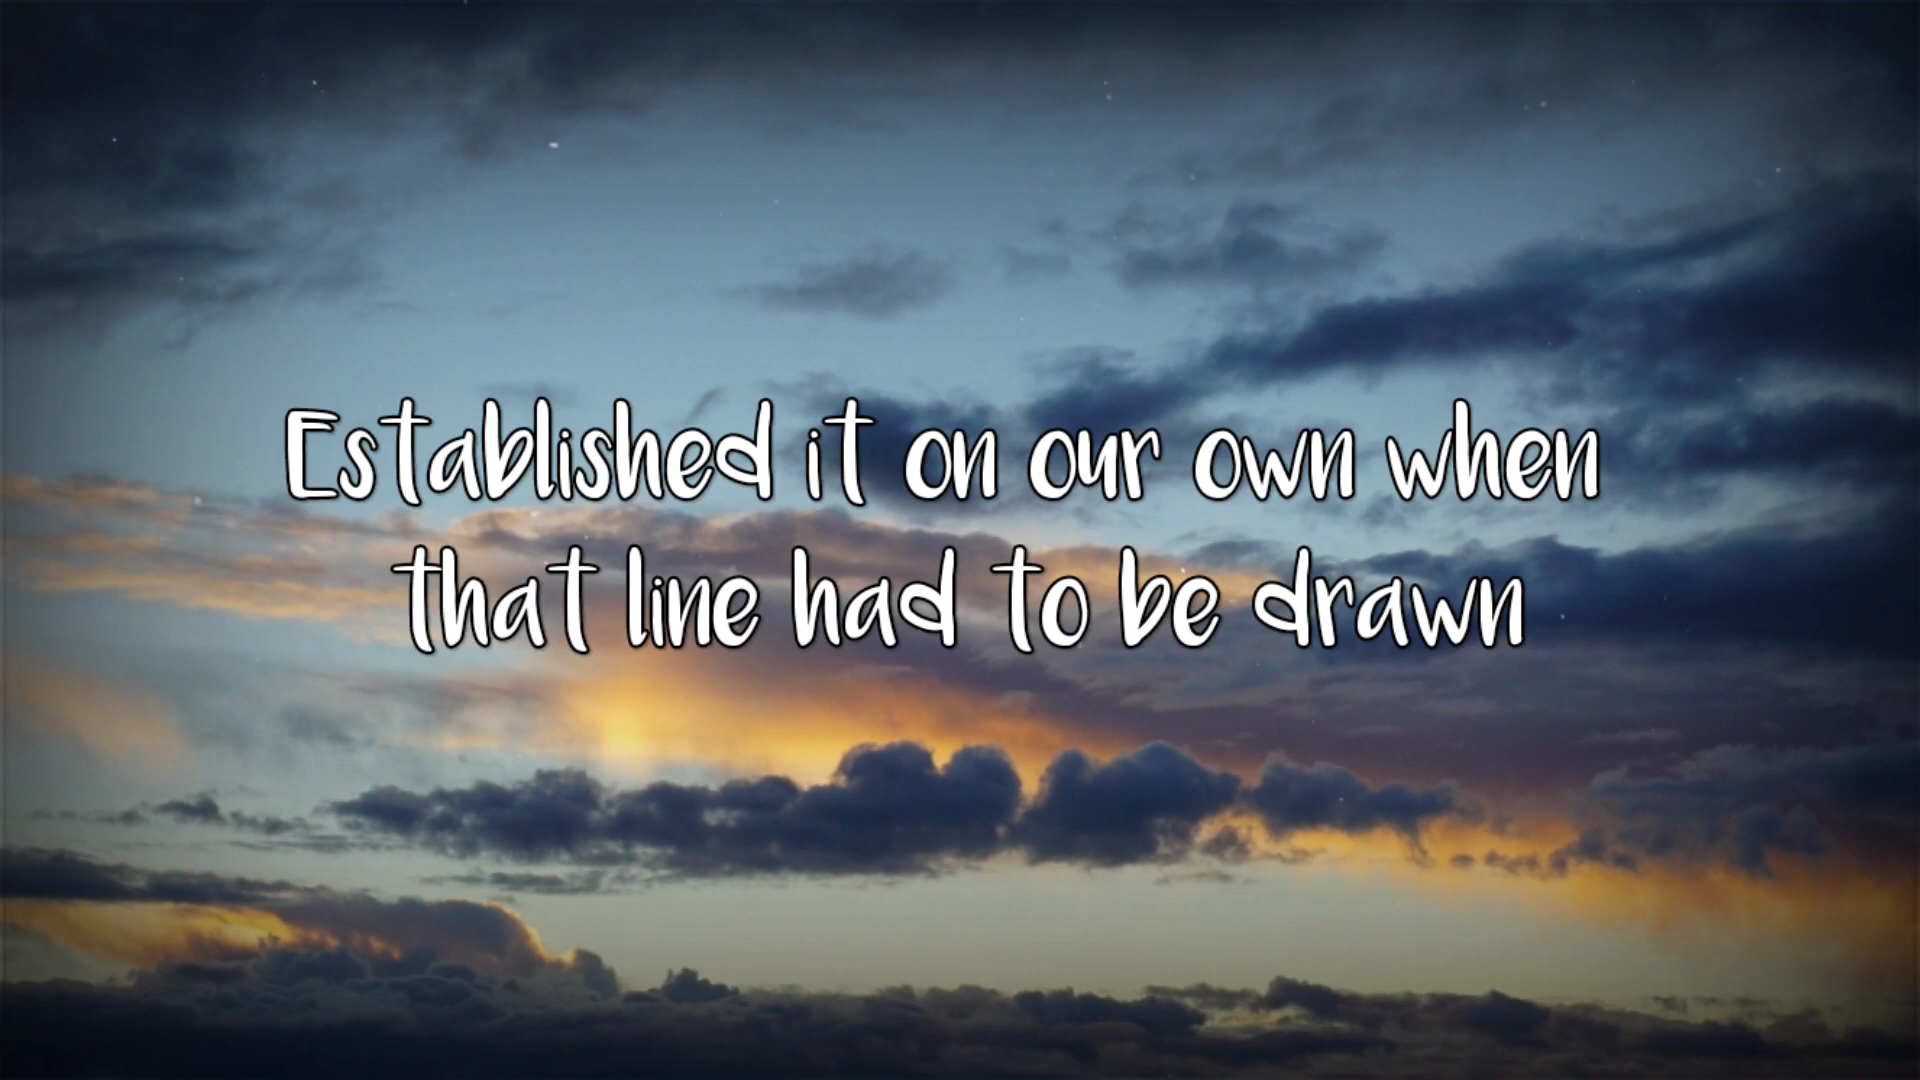 Established it on our own when
that line had to be drawn